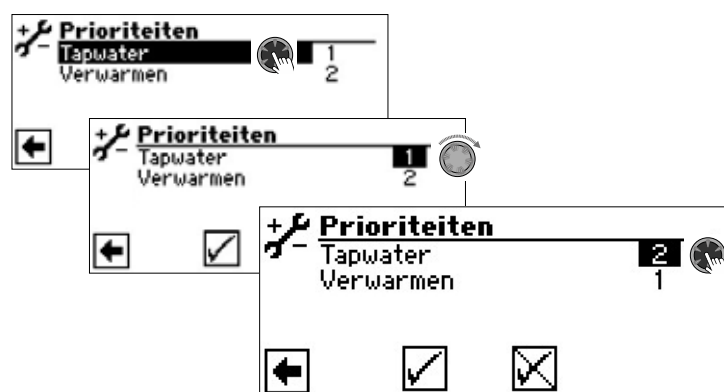 Prioriteiten
Tapwater 1
Verwarmen 2
Prioriteiten
Tapwater 1
Verwarmen 2
Prioriteiten
Tapwater 2
Verwarmen 1